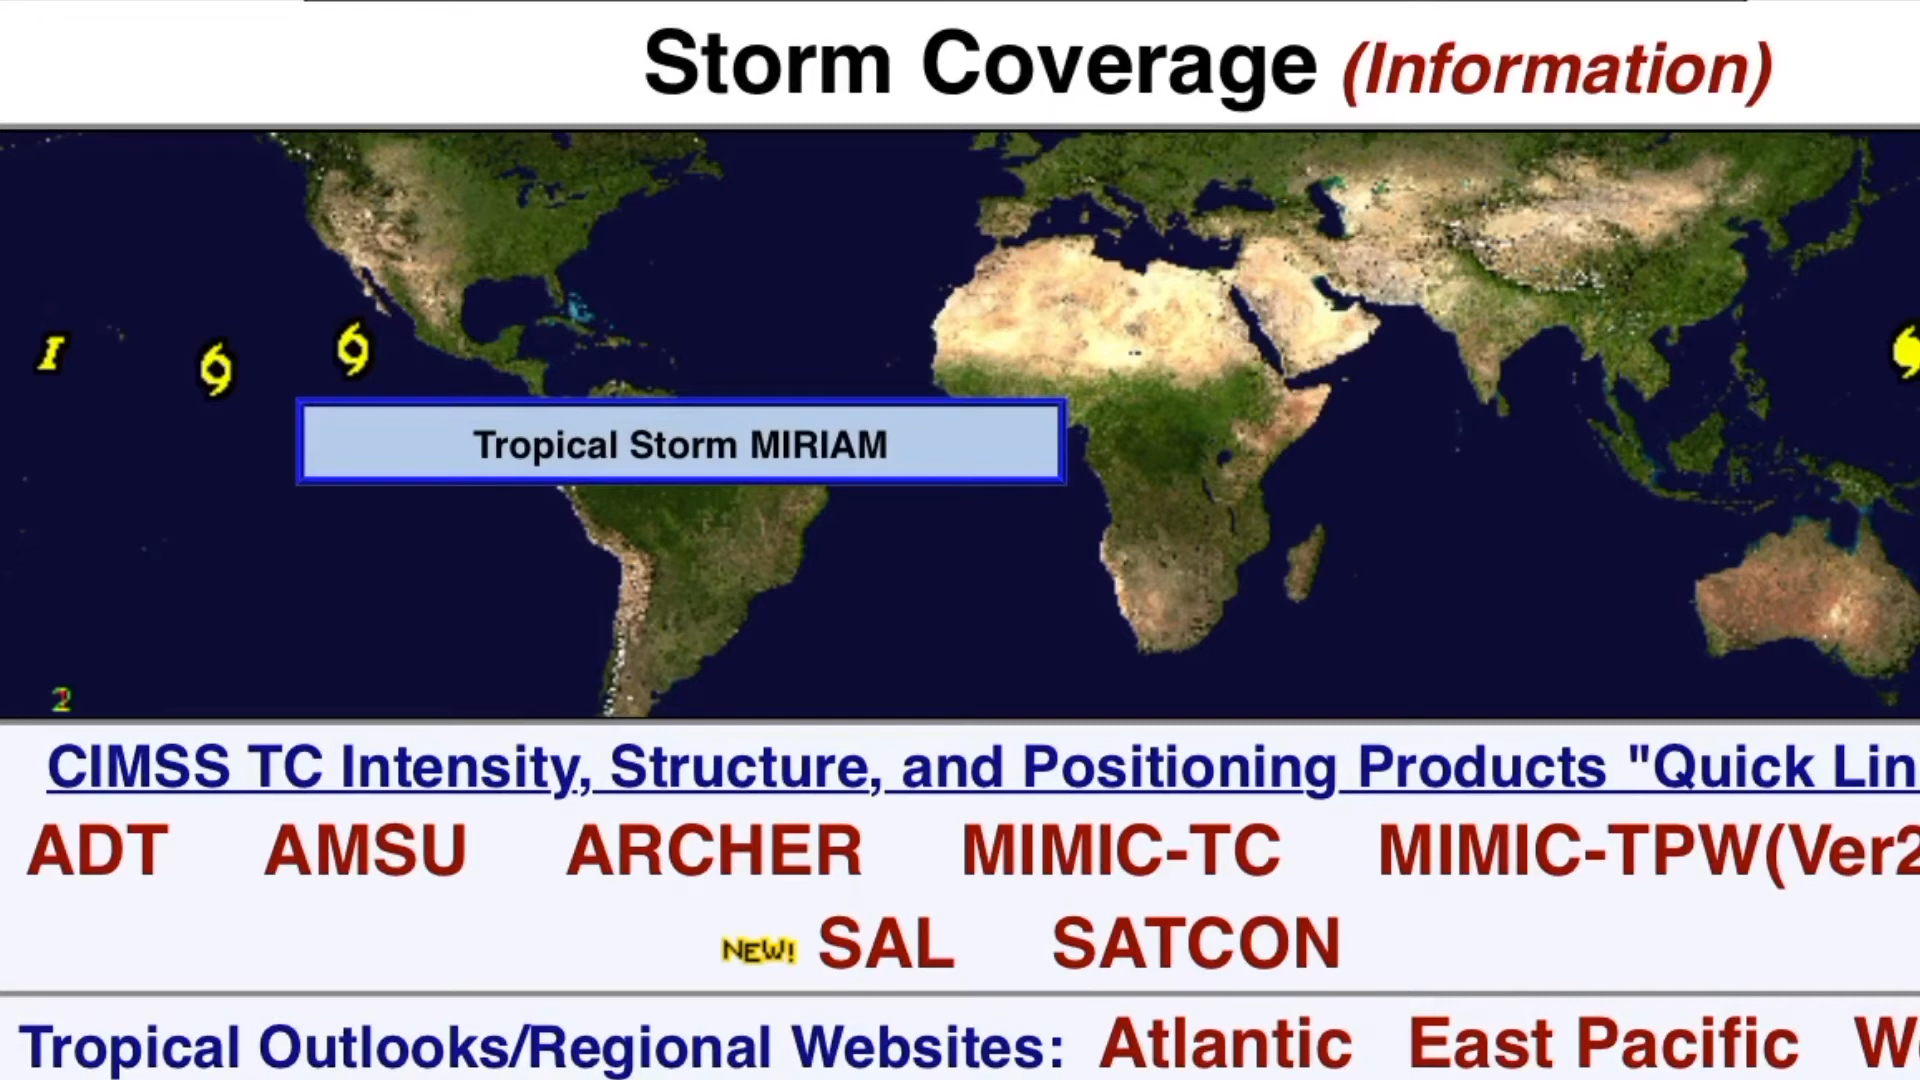 Storm Coverage (Information)
I
Tropical Storm MIRIAM
2
CIMSS TC Intensity, Structure, and Positioning Products "Quick Lin
ADT AMSU ARCHER MIMIC-TC MIMIC-TPW(Ver2
NEW! SAL SATCON
Tropical Outlooks/Regional Websites: Atlantic East Pacific W